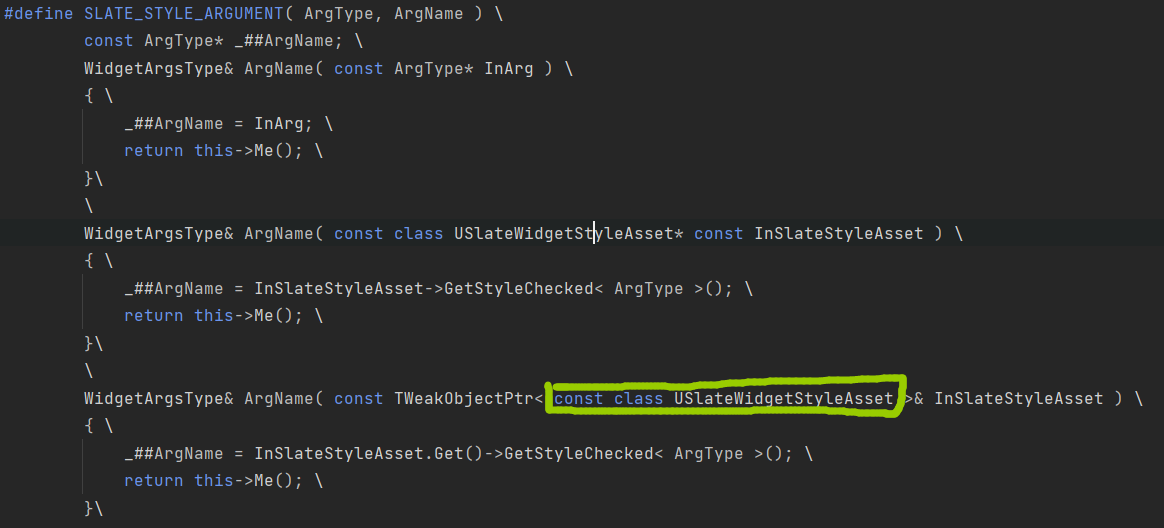 #define SLATE_STYLE_ARGUMENT( ArgType, ArgName ) \
const ArgType* _##ArgName; \
WidgetArgsType& ArgName( const ArgType* InArg ) \
{ \
_##ArgName = InArg; \
return this->Me(); \
}\
\
WidgetArgsType& ArgName( const class USlateWidgetStyleAsset* const InSlateStyleAsset ) \
{ \
_##ArgName = InSlateStyleAsset->GetStyleChecked< ArgType >(); \
return this->Me(); \
}\
\
WidgetArgsType& ArgName( const TWeakObjectPtr< const class USlateWidgetStyleAsset >& InSlateStyleAsset ) \
{ \
_##ArgName = InSlateStyleAsset.Get()->GetStyleChecked< ArgType >(); \
return this->Me(); \
}\